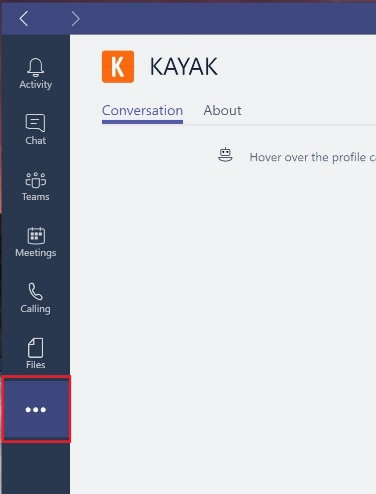 K KAYAK
Activity
Conversation About
Chat
Hover over the profile
Teams
Meetings
Calling
Files